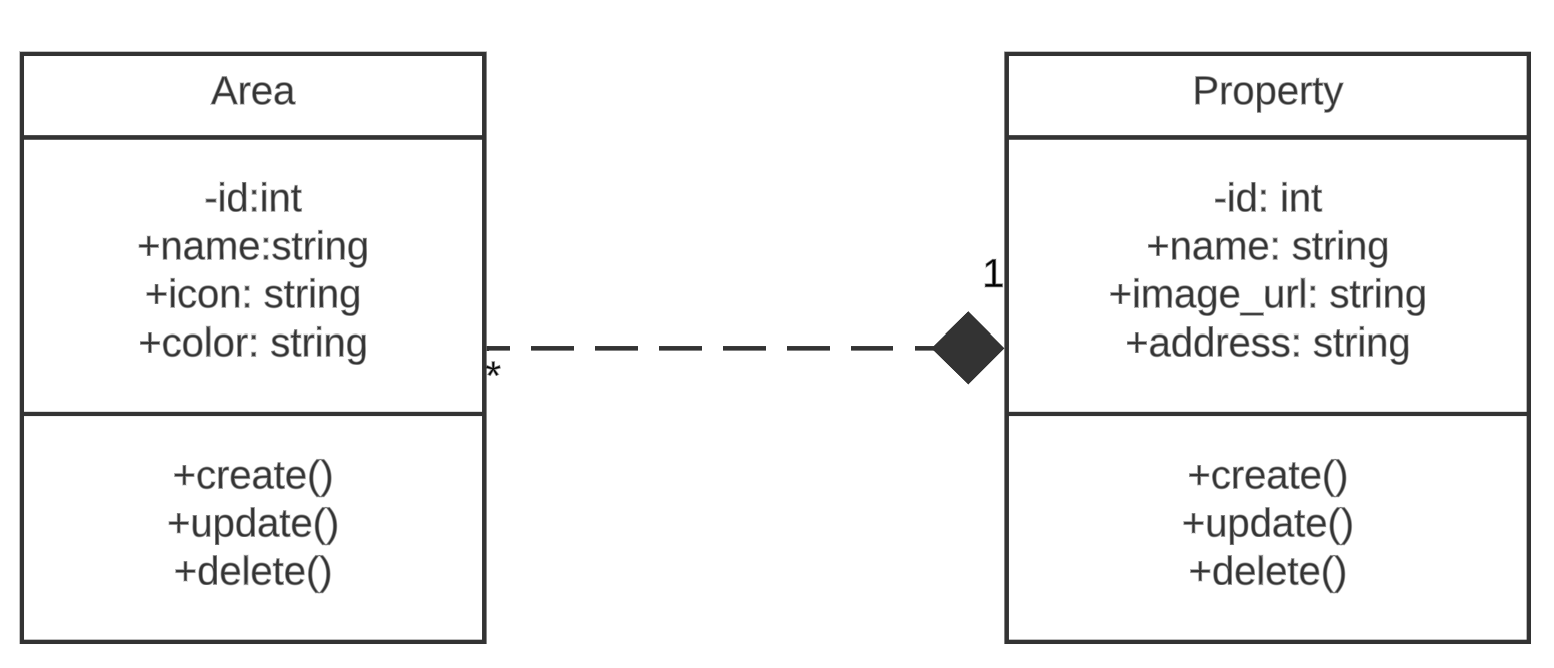 Area
-id:int
+name:string
+icon: string
+color: string
+create()
+update()
+delete()
*
1
Property
-id: int
+name: string
+image_url: string
+address: string
+create()
+update()
+delete()